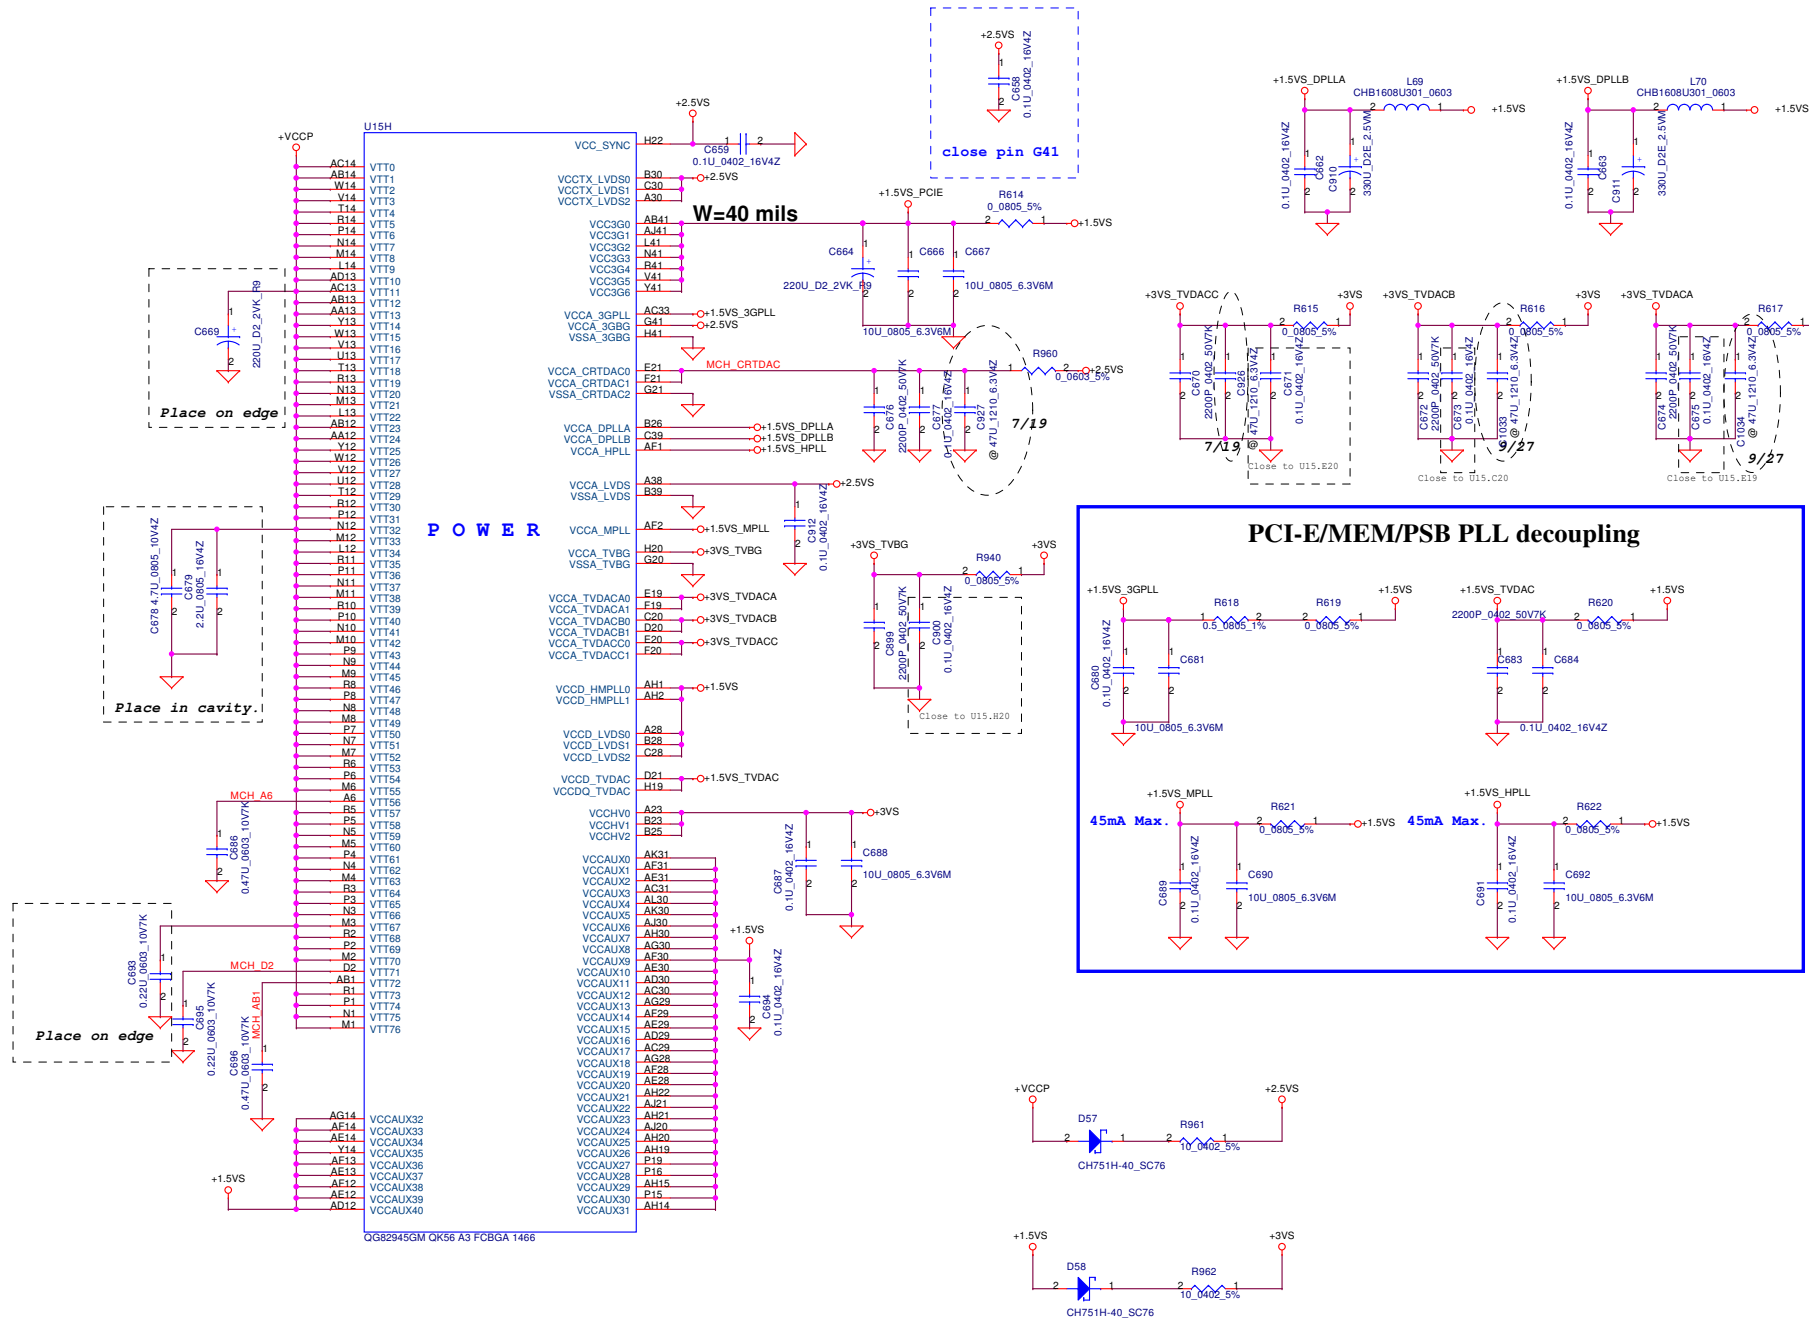 +2.5VS
C658
0.1U_0402_16V4Z
close pin G41
+1.5VS_DPLLA
L69
CHB1608U301_0603
+1.5VS
C662
0.1U_0402_16V4Z
C910
330U_D2E_2.5VM
+1.5VS_DPLLB
L70
CHB1608U301_0603
+1.5VS
C663
0.1U_0402_16V4Z
C911
330U_D2E_2.5VM
U15H
+VCCP
POWER
QG82945GM QK56 A3 FCBGA 1466
AC14 VTT0
AB14 VTT1
W14 VTT2
V14 VTT3
T14 VTT4
R14 VTT5
P14 VTT6
N14 VTT7
M14 VTT8
L14 VTT9
AD13 VTT10
AC13 VTT11
AB13 VTT12
AA13 VTT13
Y13 VTT14
W13 VTT15
V13 VTT16
U13 VTT17
T13 VTT18
R13 VTT19
N13 VTT20
M13 VTT21
L13 VTT22
AB12 VTT23
AA12 VTT24
Y12 VTT25
W12 VTT26
V12 VTT27
U12 VTT28
T12 VTT29
R12 VTT30
P12 VTT31
N12 VTT32
M12 VTT33
L12 VTT34
R11 VTT35
P11 VTT36
N11 VTT37
M11 VTT38
R10 VTT39
P10 VTT40
N10 VTT41
M10 VTT42
P9 VTT43
N9 VTT44
M9 VTT45
R8 VTT46
P8 VTT47
N8 VTT48
M8 VTT49
P7 VTT50
N7 VTT51
M7 VTT52
R6 VTT53
P6 VTT54
M6 VTT55
A6 VTT56
R5 VTT57
P5 VTT58
N5 VTT59
M5 VTT60
P4 VTT61
N4 VTT62
M4 VTT63
R3 VTT64
P3 VTT65
N3 VTT66
M3 VTT67
R2 VTT68
P2 VTT69
M2 VTT70
D2 VTT71
AB1 VTT72
R1 VTT73
P1 VTT74
N1 VTT75
M1 VTT76
AG14 VCCAUX32
AF14 VCCAUX33
AE14 VCCAUX34
Y14 VCCAUX35
AF13 VCCAUX36
AE13 VCCAUX37
AF12 VCCAUX38
AE12 VCCAUX39
AD12 VCCAUX40
+1.5VS
C669
220U_D2_2VK_R9
Place on edge
C678 4.7U_0805_10V4Z
C679
2.2U_0805_16V4Z
Place in cavity.
MCH_A6
C686
0.47U_0603_10V7K
C693
0.22U_0603_10V7K
Place on edge
MCH_D2
C695
0.22U_0603_10V7K
MCH_AB1
C696
0.47U_0603_10V7K
VCC_SYNC H22
+2.5VS
C659
0.1U_0402_16V4Z
VCCTX_LVDS0 B30 +2.5VS
VCCTX_LVDS1 C30
VCCTX_LVDS2 A30
W=40 mils
VCC3G0 AB41
VCC3G1 AJ41
VCC3G2 L41
VCC3G3 N41
VCC3G4 R41
VCC3G5 V41
VCC3G6 Y41
+1.5VS_PCIE
R614
0_0805_5%
+1.5VS
C664
220U_D2_2VK_R9
C666
10U_0805_6.3V6M
C667
10U_0805_6.3V6M
VCCA_3GPLL AC33 +1.5VS_3GPLL
VCCA_3GBG G41 +2.5VS
VSSA_3GBG H41
VCCA_CRTDAC0 E21 MCH_CRTDAC
VCCA_CRTDAC1 F21
VSSA_CRTDAC2 G21
R960
0_0603_5%
+2.5VS
C676
2200P_0402_50V7K
C677
0.1U_0402_16V4Z
C927
@ 47U_1210_6.3V4Z
7/19
VCCA_DPLLA B26 +1.5VS_DPLLA
VCCA_DPLLB C39 +1.5VS_DPLLB
VCCA_HPLL AF1 +1.5VS_HPLL
VCCA_LVDS A38 +2.5VS
VSSA_LVDS B39
C912
0.1U_0402_16V4Z
VCCA_MPLL AF2 +1.5VS_MPLL
VCCA_TVBG H20 +3VS_TVBG
VSSA_TVBG G20
VCCA_TVDACA0 E19 +3VS_TVDACA
VCCA_TVDACA1 F19
VCCA_TVDACB0 C20 +3VS_TVDACB
VCCA_TVDACB1 D20
VCCA_TVDACC0 E20 +3VS_TVDACC
VCCA_TVDACC1 F20
VCCD_HMPLL0 AH1 +1.5VS
VCCD_HMPLL1 AH2
VCCD_LVDS0 A28
VCCD_LVDS1 B28
VCCD_LVDS2 C28
VCCD_TVDAC D21 +1.5VS_TVDAC
VCCDQ_TVDAC H19
VCCHV0 A23 +3VS
VCCHV1 B23
VCCHV2 B25
C687
0.1U_0402_16V4Z
C688
10U_0805_6.3V6M
VCCAUX0 AK31
VCCAUX1 AF31
VCCAUX2 AE31
VCCAUX3 AC31
VCCAUX4 AL30
VCCAUX5 AK30
VCCAUX6 AJ30
VCCAUX7 AH30
VCCAUX8 AG30
VCCAUX9 AF30
VCCAUX10 AE30
VCCAUX11 AD30
VCCAUX12 AC30
VCCAUX13 AG29
VCCAUX14 AF29
VCCAUX15 AE29
VCCAUX16 AD29
VCCAUX17 AC29
VCCAUX18 AG28
VCCAUX19 AF28
VCCAUX20 AE28
VCCAUX21 AH22
VCCAUX22 AJ21
VCCAUX23 AH21
VCCAUX24 AJ20
VCCAUX25 AH20
VCCAUX26 AH19
VCCAUX27 P19
VCCAUX28 P16
VCCAUX29 AH15
VCCAUX30 P15
VCCAUX31 AH14
+1.5VS
C694
0.1U_0402_16V4Z
+3VS_TVBG
R940
0_0805_5%
+3VS
C899
2200P_0402_50V7K
C900
0.1U_0402_16V4Z
Close to U15.H20
+3VS_TVDACC
R615
0_0805_5%
+3VS
C670
2200P_0402_50V7K
C926
@ 47U_1210_6.3V4Z
C671
0.1U_0402_16V4Z
7/19
Close to U15.E20
+3VS_TVDACB
R616
0_0805_5%
+3VS
C672
2200P_0402_50V7K
C673
0.1U_0402_16V4Z
C1033
@ 47U_1210_6.3V4Z
9/27
Close to U15.C20
+3VS_TVDACA
R617
0_0805_5%
C674
2200P_0402_50V7K
C675
0.1U_0402_16V4Z
C1034
@ 47U_1210_6.3V4Z
9/27
Close to U15.E19
PCI-E/MEM/PSB PLL decoupling
+1.5VS_3GPLL
R618
0.5_0805_1%
R619
0_0805_5%
+1.5VS
C680
0.1U_0402_16V4Z
C681
10U_0805_6.3V6M
+1.5VS_TVDAC
2200P_0402_50V7K
R620
0_0805_5%
+1.5VS
C683
C684
0.1U_0402_16V4Z
+1.5VS_MPLL
45mA Max.
R621
0_0805_5%
+1.5VS
C689
0.1U_0402_16V4Z
C690
10U_0805_6.3V6M
+1.5VS_HPLL
45mA Max.
R622
0_0805_5%
+1.5VS
C691
0.1U_0402_16V4Z
C692
10U_0805_6.3V6M
+VCCP
D57
CH751H-40_SC76
R961
10_0402_5%
+2.5VS
+1.5VS
D58
CH751H-40_SC76
R962
10_0402_5%
+3VS